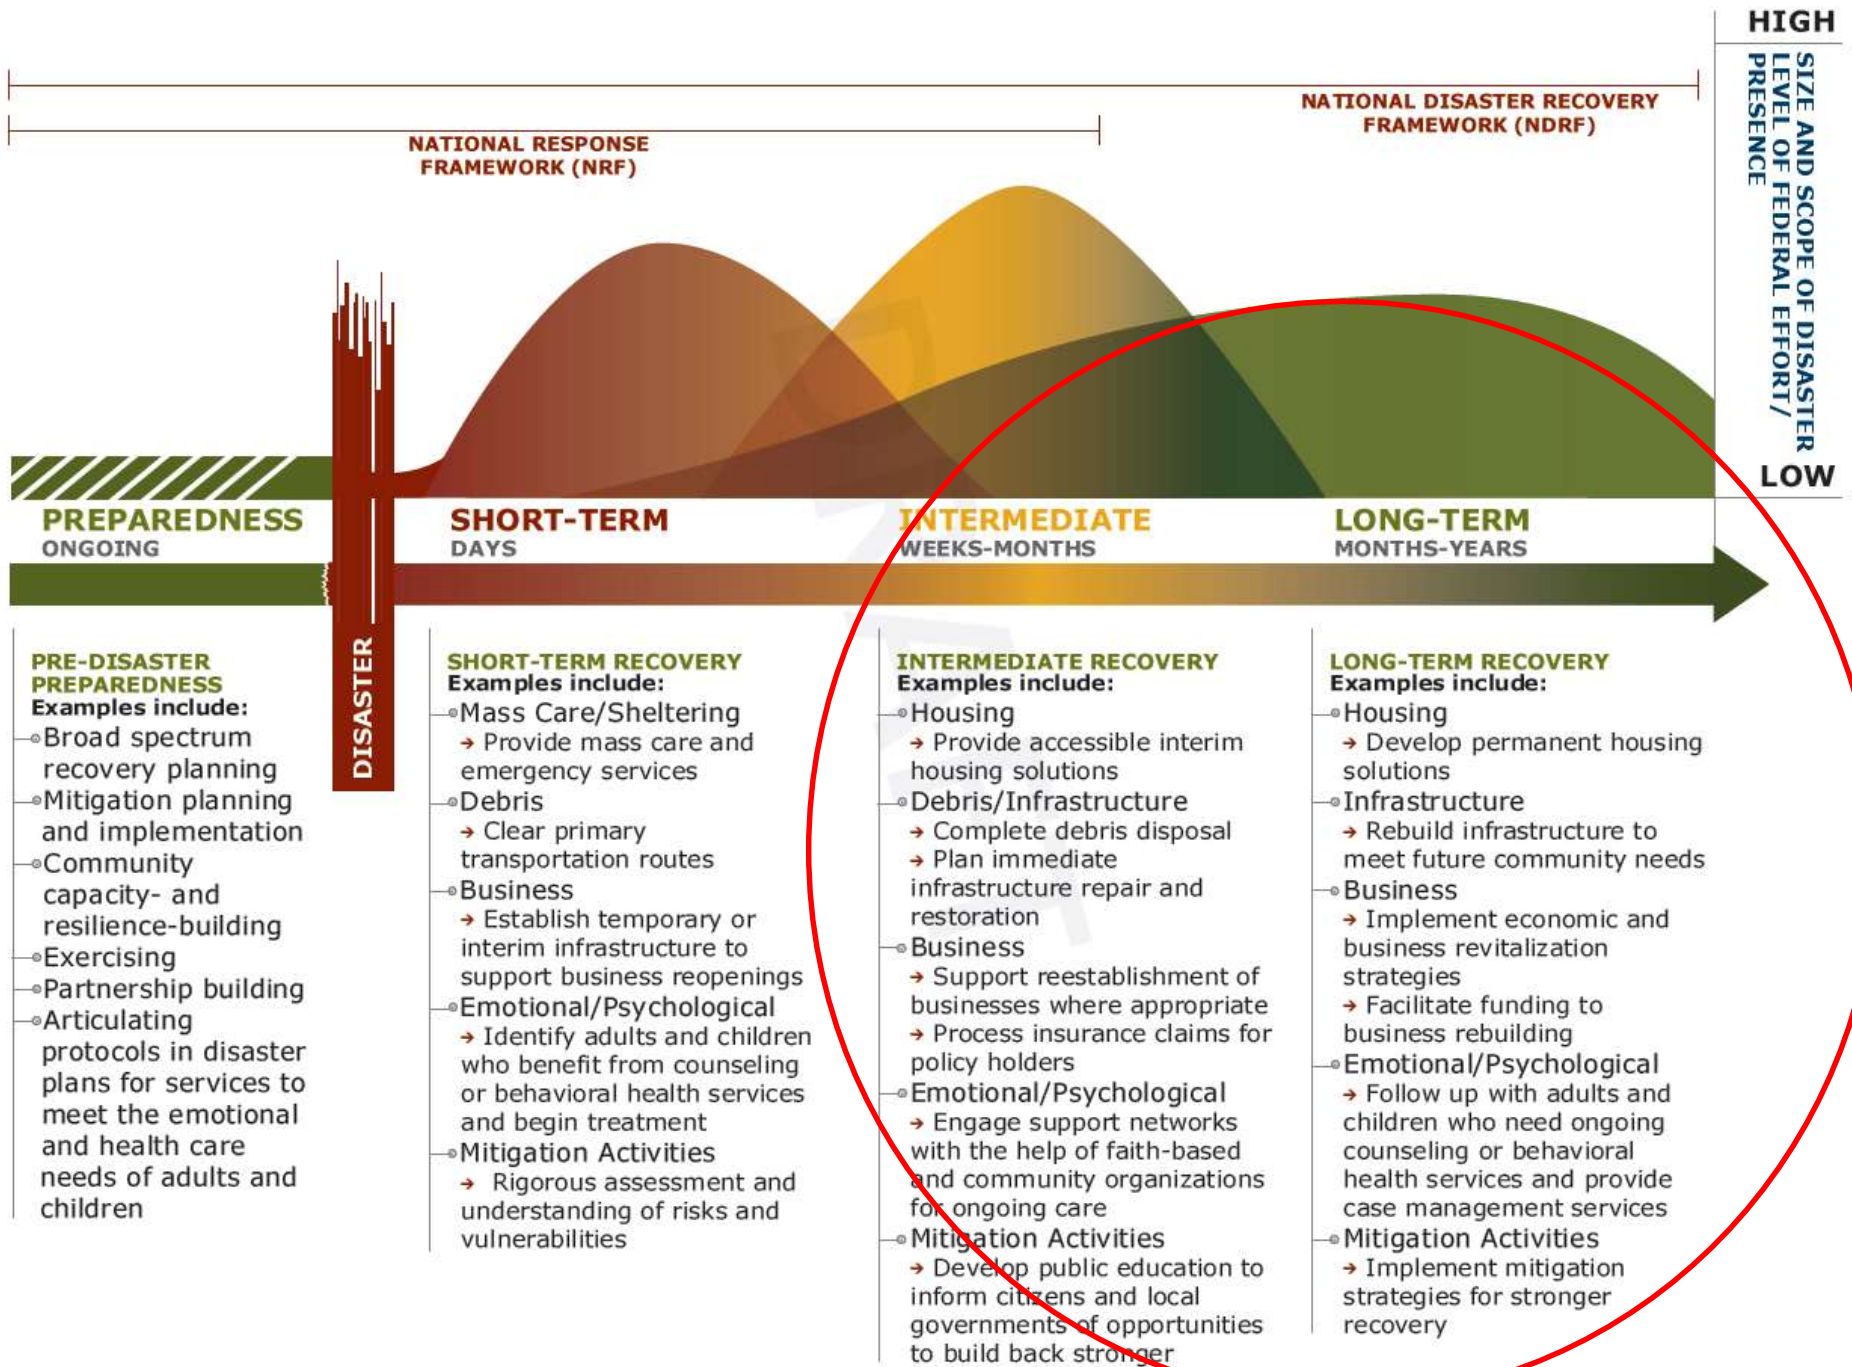 HIGH
SIZE AND SCOPE OF DISASTER
LEVEL OF FEDERAL EFFORT/
PRESENCE
LOW
NATIONAL DISASTER RECOVERY
FRAMEWORK (NDRF)
NATIONAL RESPONSE
FRAMEWORK (NRF)
PREPAREDNESS
ONGOING
SHORT-TERM
DAYS
INTERMEDIATE
WEEKS-MONTHS
LONG-TERM
MONTHS-YEARS
DISASTER
PRE-DISASTER
PREPAREDNESS
Examples include:
Broad spectrum
recovery planning
Mitigation planning
and implementation
Community
capacity- and
resilience-building
Exercising
Partnership building
Articulating
protocols in disaster
plans for services to
meet the emotional
and health care
needs of adults and
children
SHORT-TERM RECOVERY
Examples include:
Mass Care/Sheltering
→ Provide mass care and
emergency services
Debris
→ Clear primary
transportation routes
Business
→ Establish temporary or
interim infrastructure to
support business reopenings
Emotional/Psychological
→ Identify adults and children
who benefit from counseling
or behavioral health services
and begin treatment
Mitigation Activities
→ Rigorous assessment and
understanding of risks and
vulnerabilities
INTERMEDIATE RECOVERY
Examples include:
Housing
→ Provide accessible interim
housing solutions
Debris/Infrastructure
→ Complete debris disposal
→ Plan immediate
infrastructure repair and
restoration
Business
→ Support reestablishment of
businesses where appropriate
→ Process insurance claims for
policy holders
Emotional/Psychological
→ Engage support networks
with the help of faith-based
and community organizations
for ongoing care
Mitigation Activities
→ Develop public education to
inform citizens and local
governments of opportunities
to build back stronger
LONG-TERM RECOVERY
Examples include:
Housing
→ Develop permanent housing
solutions
Infrastructure
→ Rebuild infrastructure to
meet future community needs
Business
→ Implement economic and
business revitalization
strategies
→ Facilitate funding to
business rebuilding
Emotional/Psychological
→ Follow up with adults and
children who need ongoing
counseling or behavioral
health services and provide
case management services
Mitigation Activities
→ Implement mitigation
strategies for stronger
recovery
DRAFT